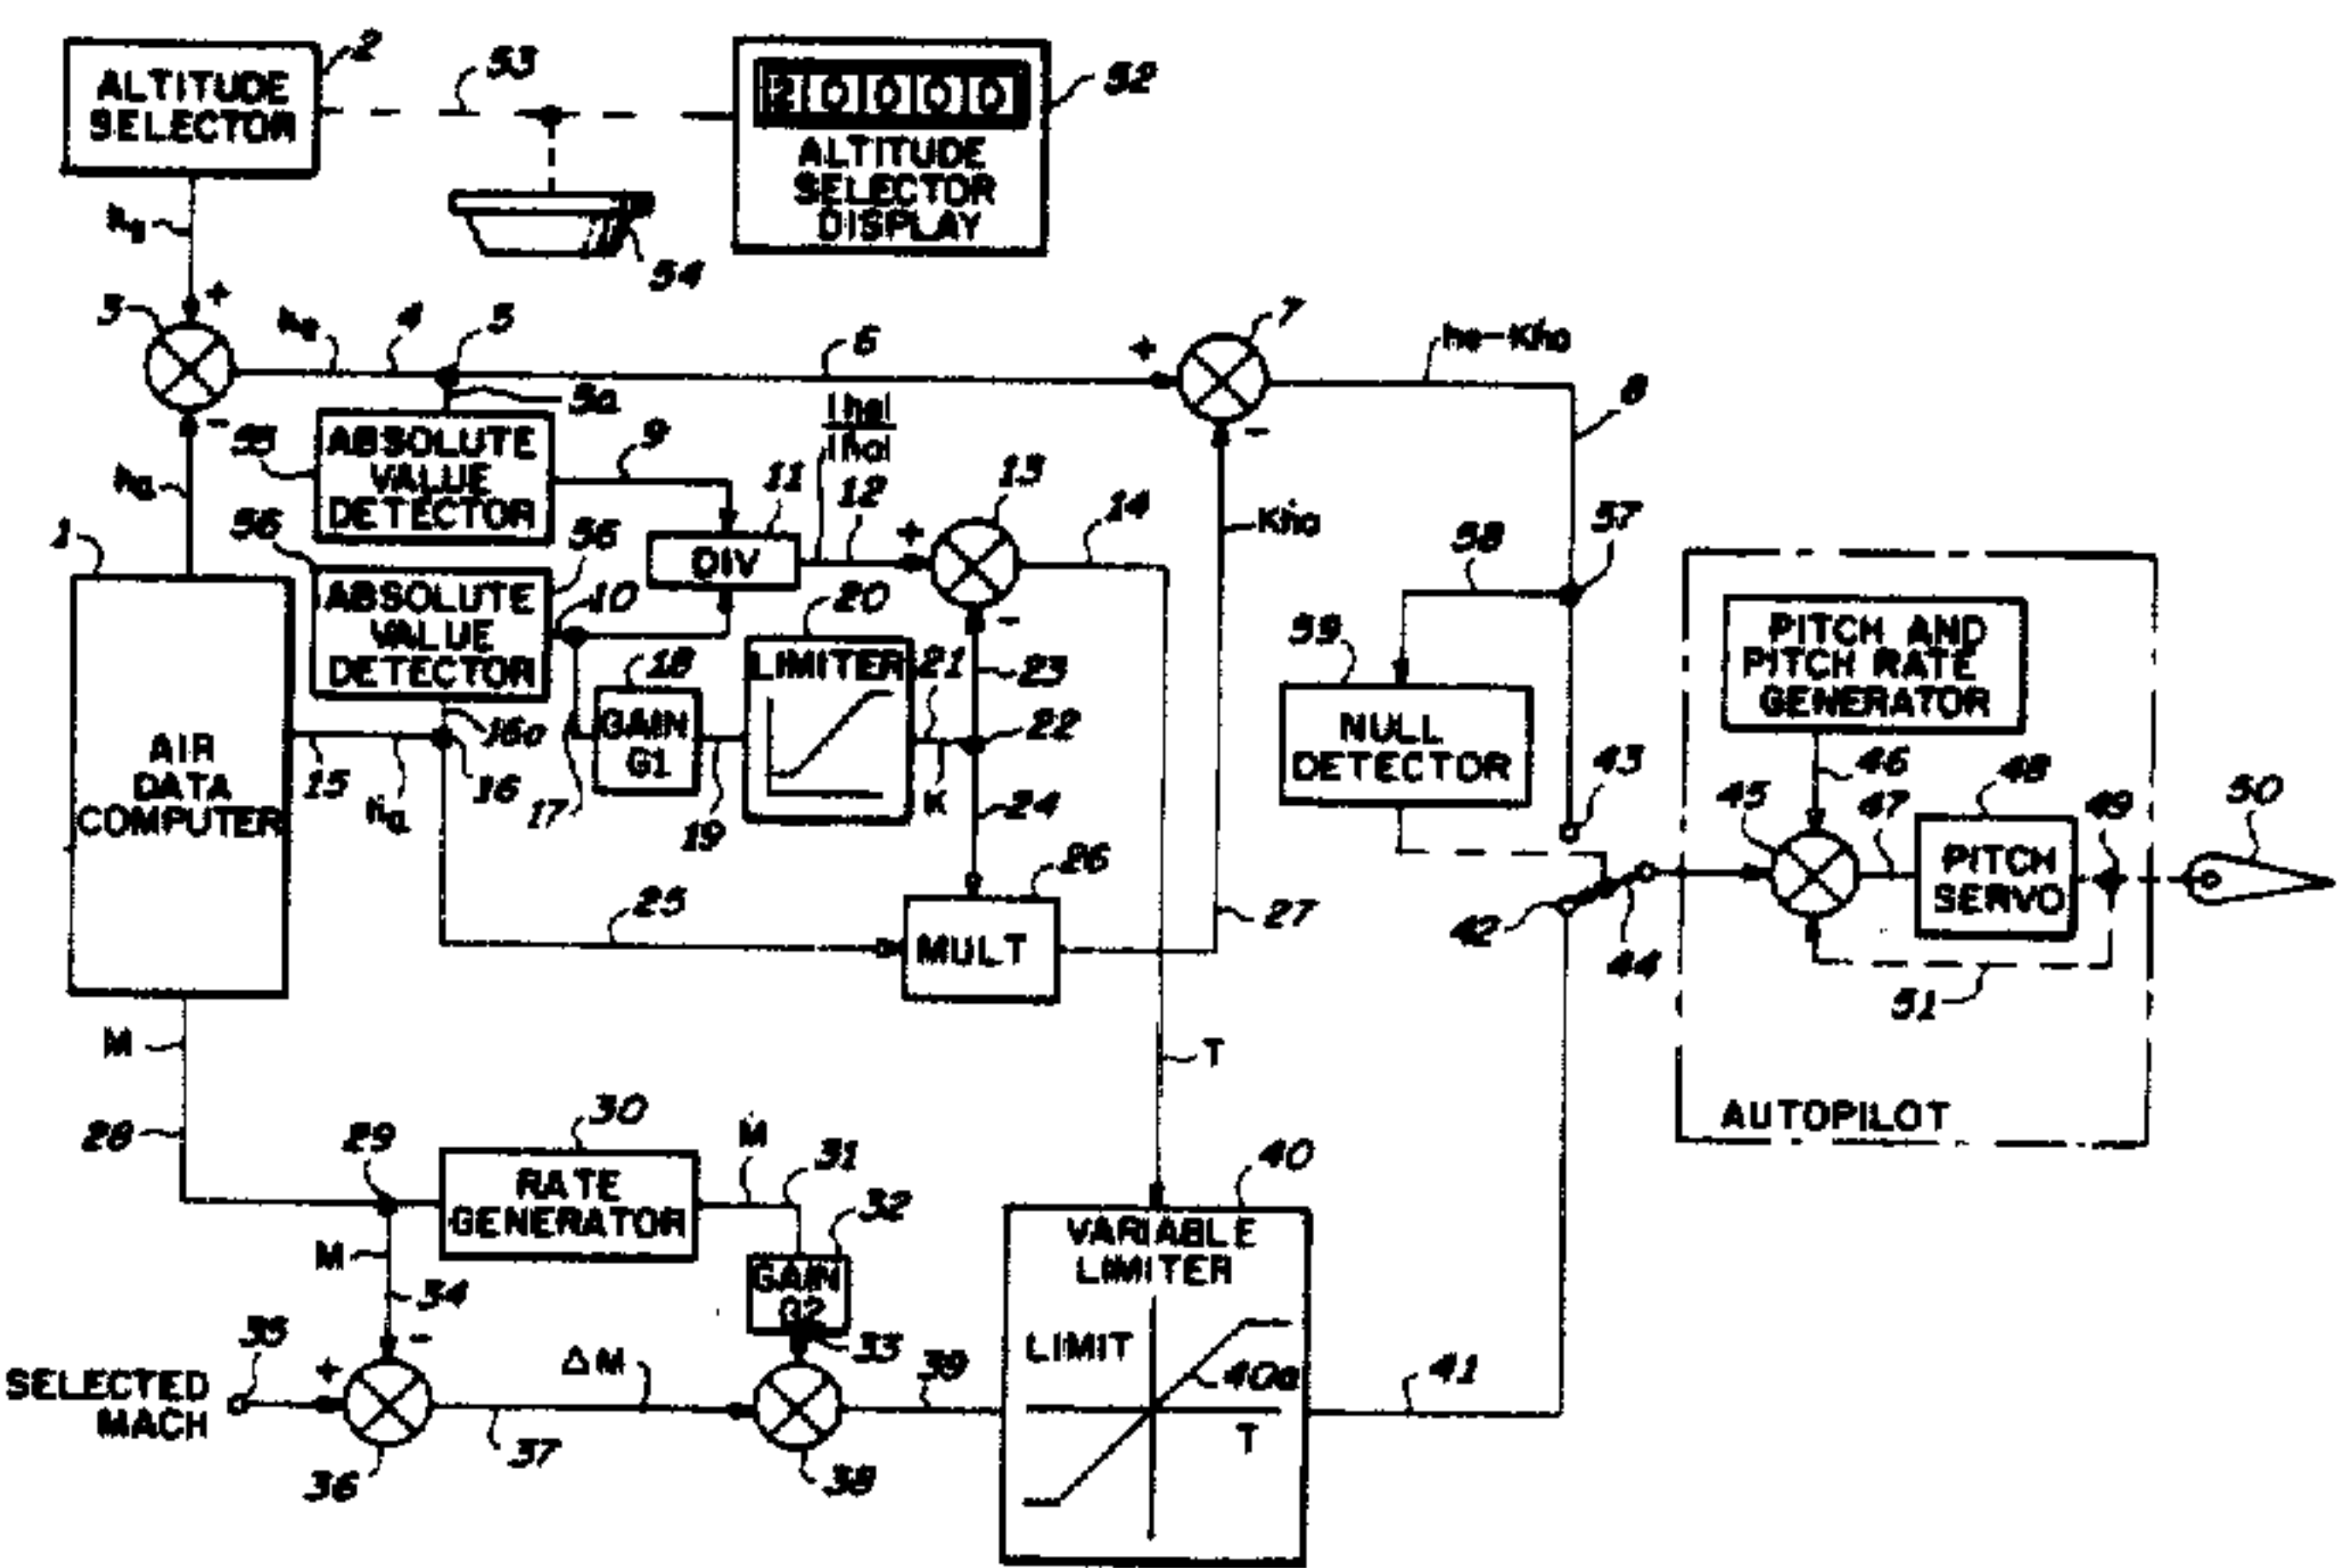 2
ALTITUDE
SELECTOR
53
20000
ALTITUDE
SELECTOR
DISPLAY
52
54
3
+
-
4
5
6
+
7
-
8
5a
55
ABSOLUTE
VALUE
DETECTOR
9
11
DIV
12
+
13
-
14
1
56
ABSOLUTE
VALUE
DETECTOR
56
10
16a
18
GAIN
G1
20
LIMITER
21
23
22
K
24
17
19
15
16
AIR
DATA
COMPUTER
25
26
MULT
27
58
57
59
NULL
DETECTOR
43
42
44
PITCH AND
PITCH RATE
GENERATOR
46
45
47
48
PITCH
SERVO
49
50
51
AUTOPILOT
M
28
29
30
RATE
GENERATOR
Ṁ
31
32
GAIN
G2
33
M
34
-
35
+
SELECTED
MACH
36
37
ΔM
38
39
T
40
VARIABLE
LIMITER
LIMIT
40a
T
41